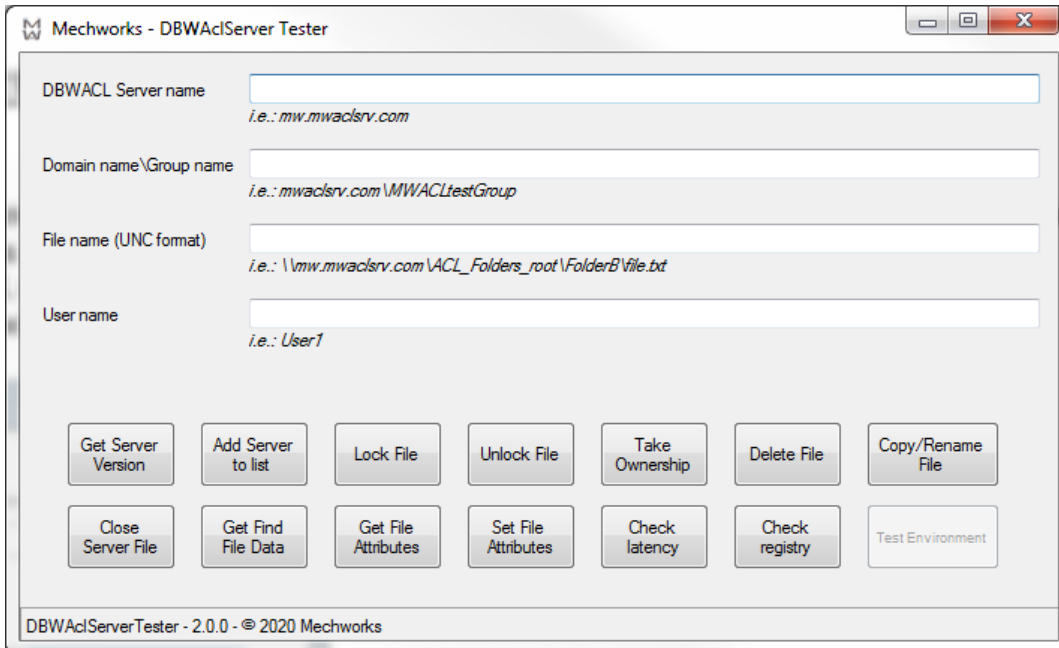 Mechworks - DBWAclServer Tester
DBWACL Server name
i.e.: mw.mwaclsrv.com
Domain name\Group name
i.e.: mwaclsrv.com\MWACLtestGroup
File name (UNC format)
i.e.: \\mw.mwaclsrv.com\ACL_Folders_root\FolderB\file.txt
User name
i.e.: User1
Get Server
Version
Add Server
to list
Lock File
Unlock File
Take
Ownership
Delete File
Copy/Rename
File
Close
Server File
Get Find
File Data
Get File
Attributes
Set File
Attributes
Check
latency
Check
registry
Test Environment
DBWAclServerTester - 2.0.0 - © 2020 Mechworks